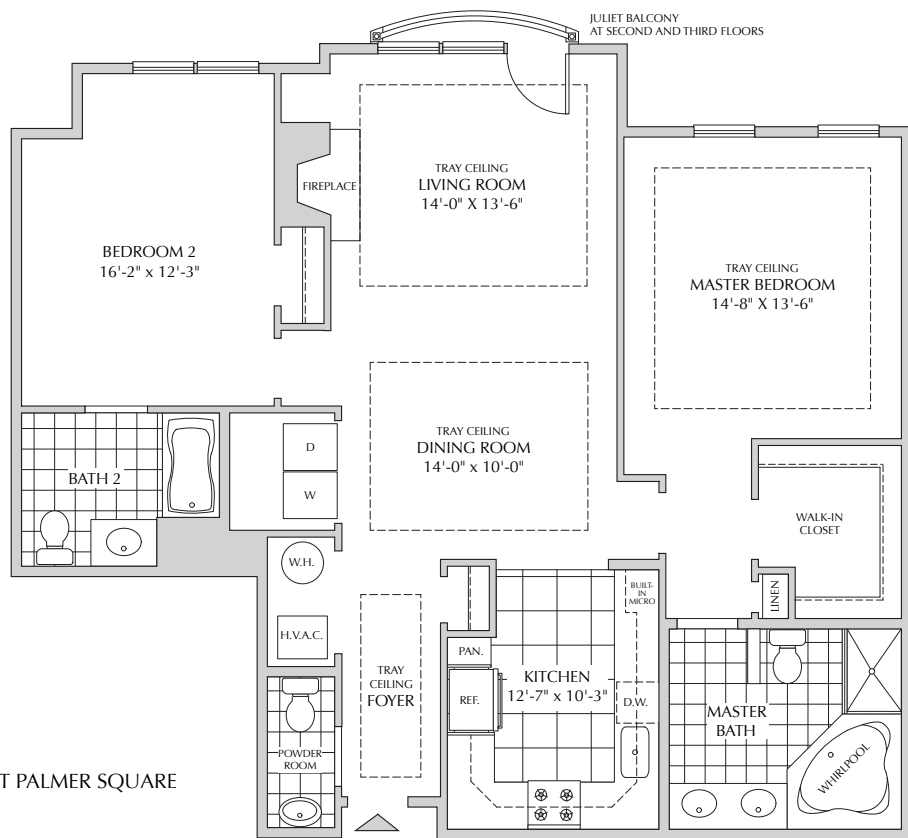 JULIET BALCONY
AT SECOND AND THIRD FLOORS
TRAY CEILING
LIVING ROOM
14'-0" X 13'-6"
FIREPLACE
BEDROOM 2
16'-2" x 12'-3"
TRAY CEILING
MASTER BEDROOM
14'-8" X 13'-6"
TRAY CEILING
DINING ROOM
14'-0" x 10'-0"
D
W
BATH 2
WALK-IN
CLOSET
W.H.
BUILT-
IN
MICRO
LINEN
H.V.A.C.
PAN.
TRAY
CEILING
FOYER
REF.
KITCHEN
12'-7" x 10'-3"
D.W.
MASTER
BATH
POWDER
ROOM
WHIRLPOOL
T PALMER SQUARE